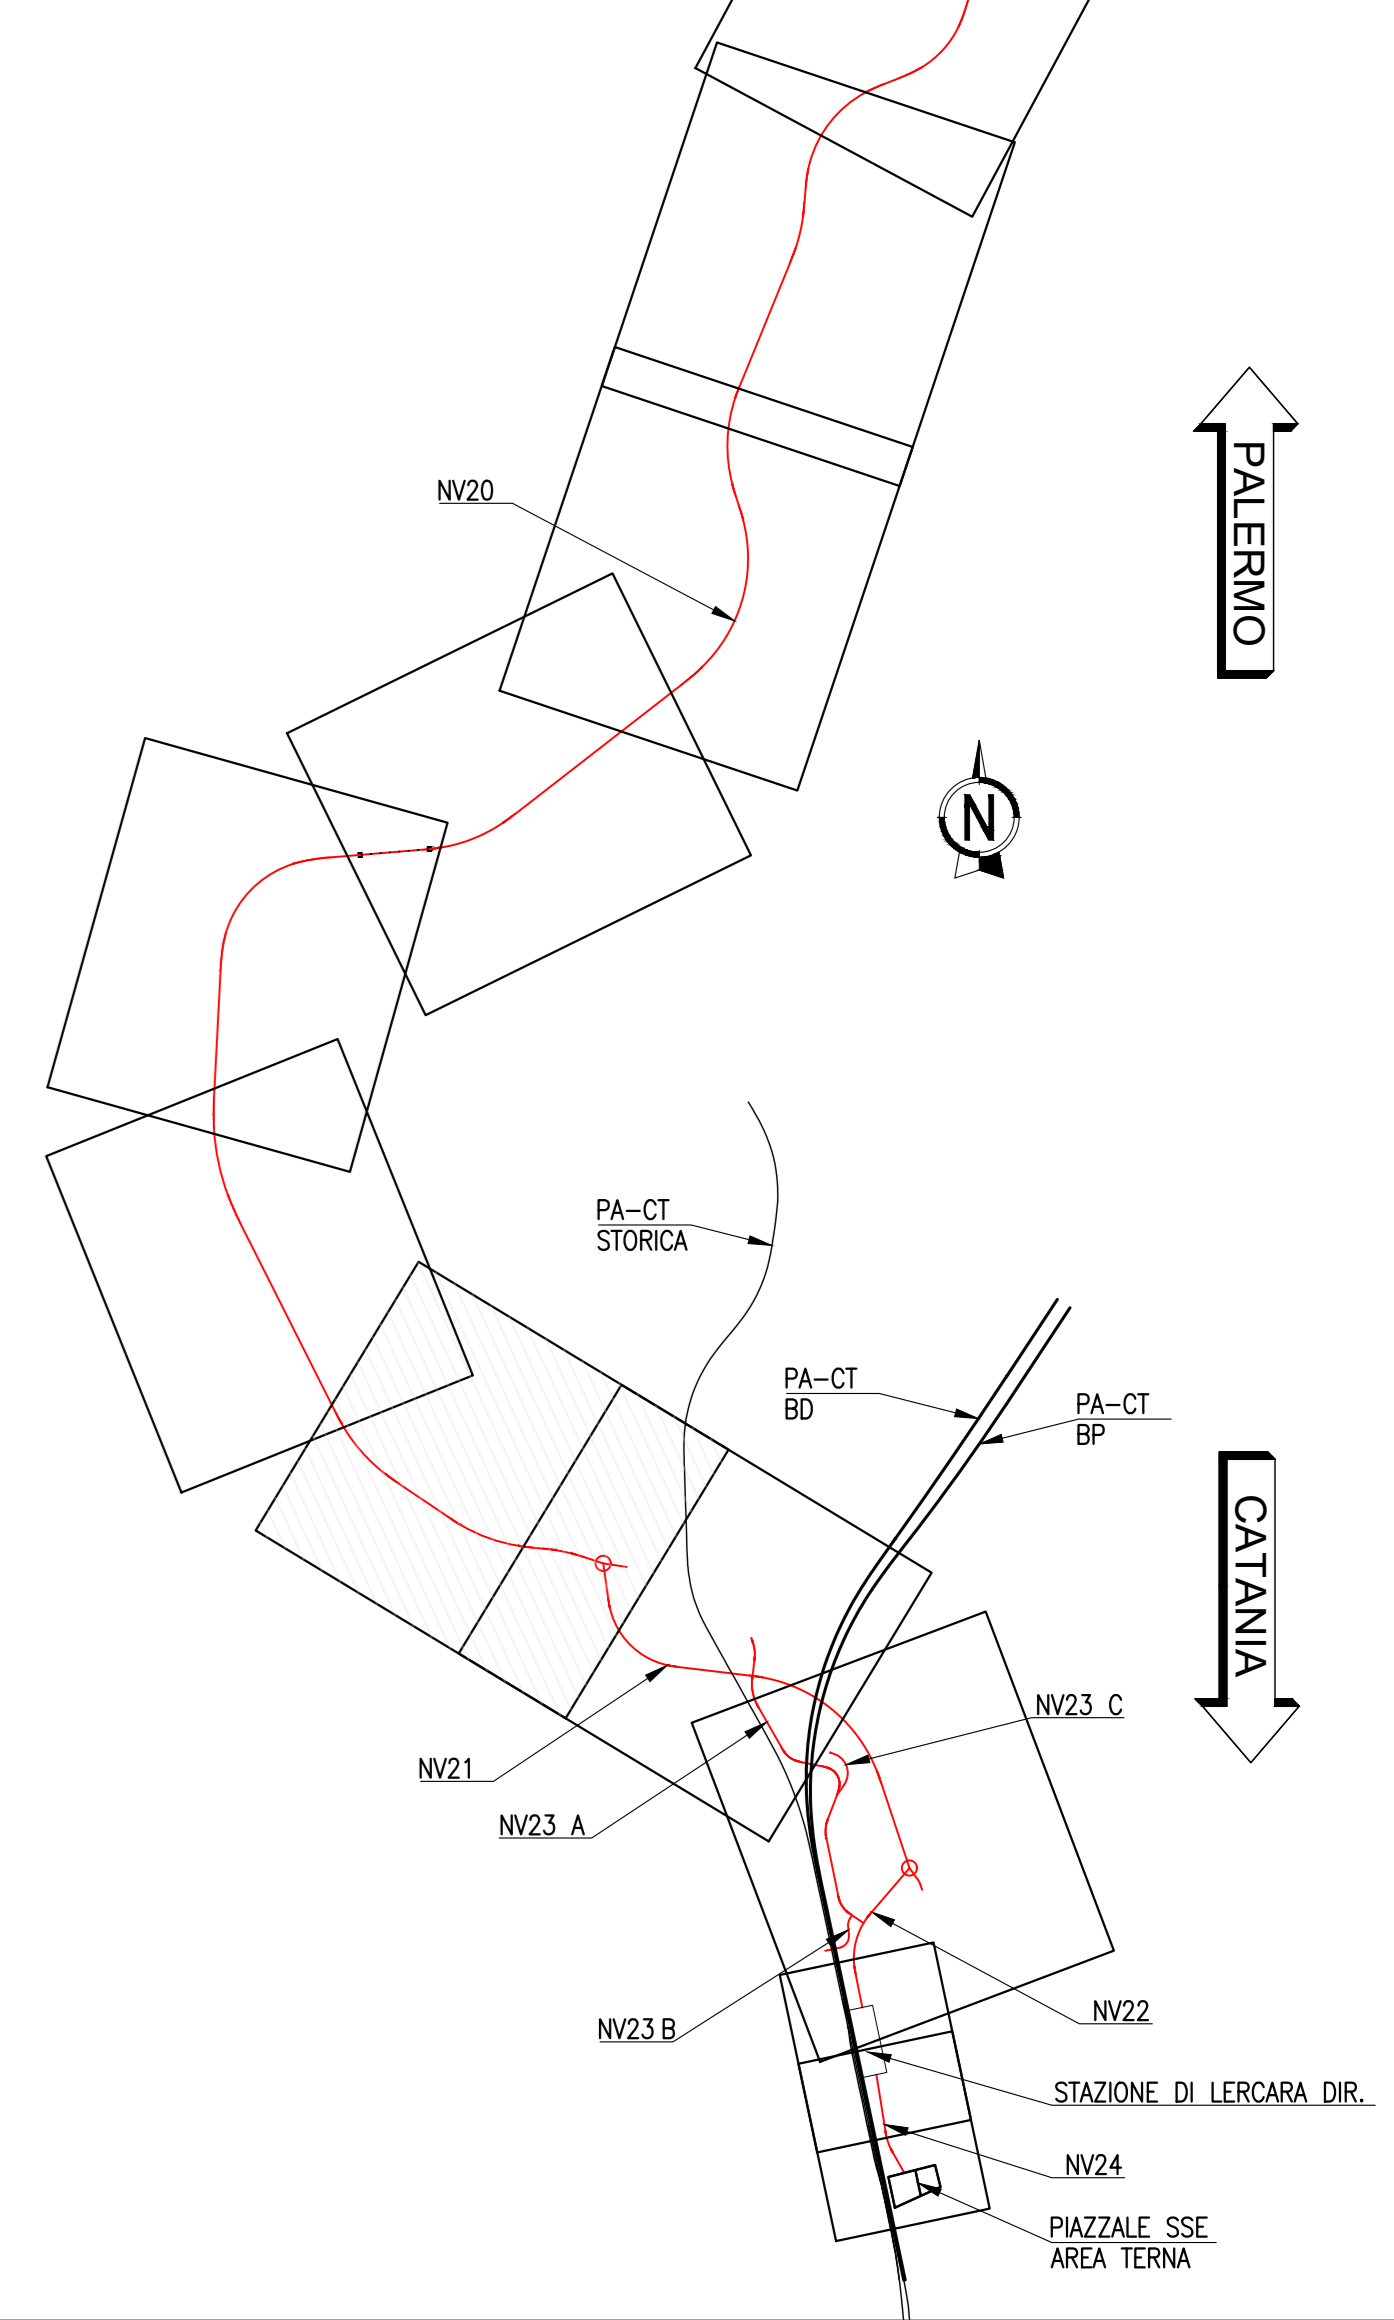 NV20
PALERMO
N
PA-CT
STORICA
PA-CT
BD
PA-CT
BP
CATANIA
NV23 C
NV21
NV23 A
NV23 B
NV22
STAZIONE DI LERCARA DIR.
NV24
PIAZZALE SSE
AREA TERNA